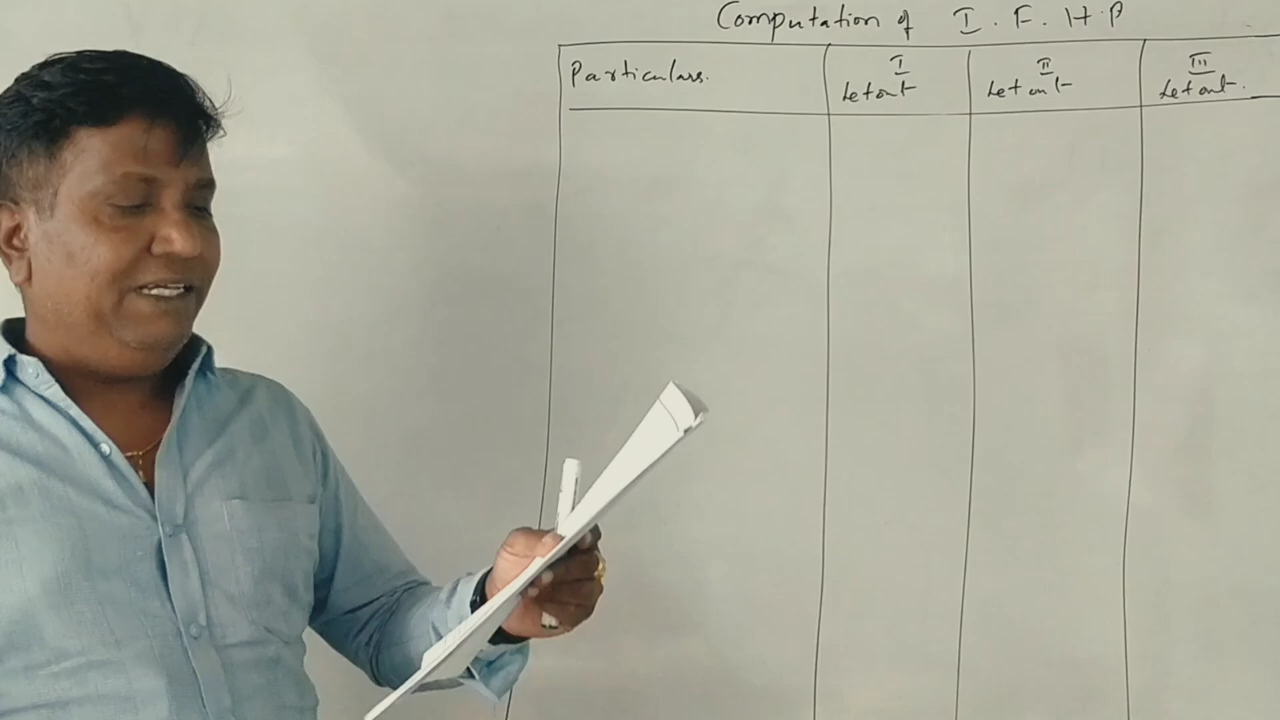 Computation of I. F. H.P
Particulars. I II III
Let out Let out Let out.